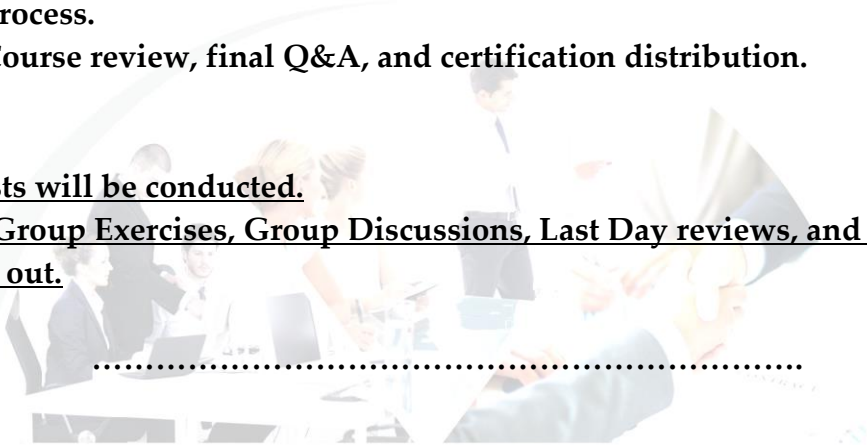 rocess.
Course review, final Q&A, and certification distribution.
sts will be conducted.
Group Exercises, Group Discussions, Last Day reviews, and
out.
………………………………………………………….